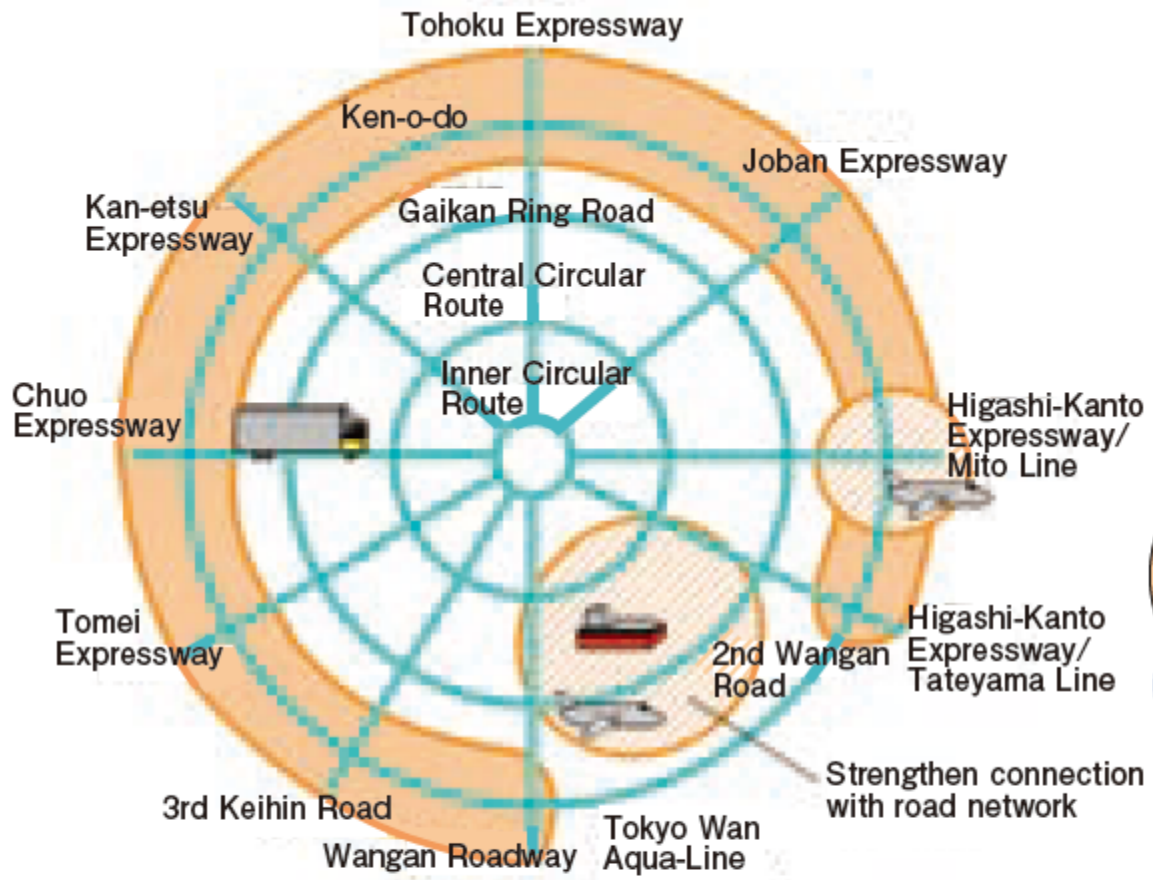 Tohoku Expressway
Ken-o-do
Joban Expressway
Kan-etsu
Expressway
Gaikan Ring Road
Central Circular
Route
Inner Circular
Route
Chuo
Expressway
Higashi-Kanto
Expressway/
Mito Line
Tomei
Expressway
Higashi-Kanto
Expressway/
Tateyama Line
2nd Wangan
Road
Strengthen connection
with road network
3rd Keihin Road
Tokyo Wan
Aqua-Line
Wangan Roadway